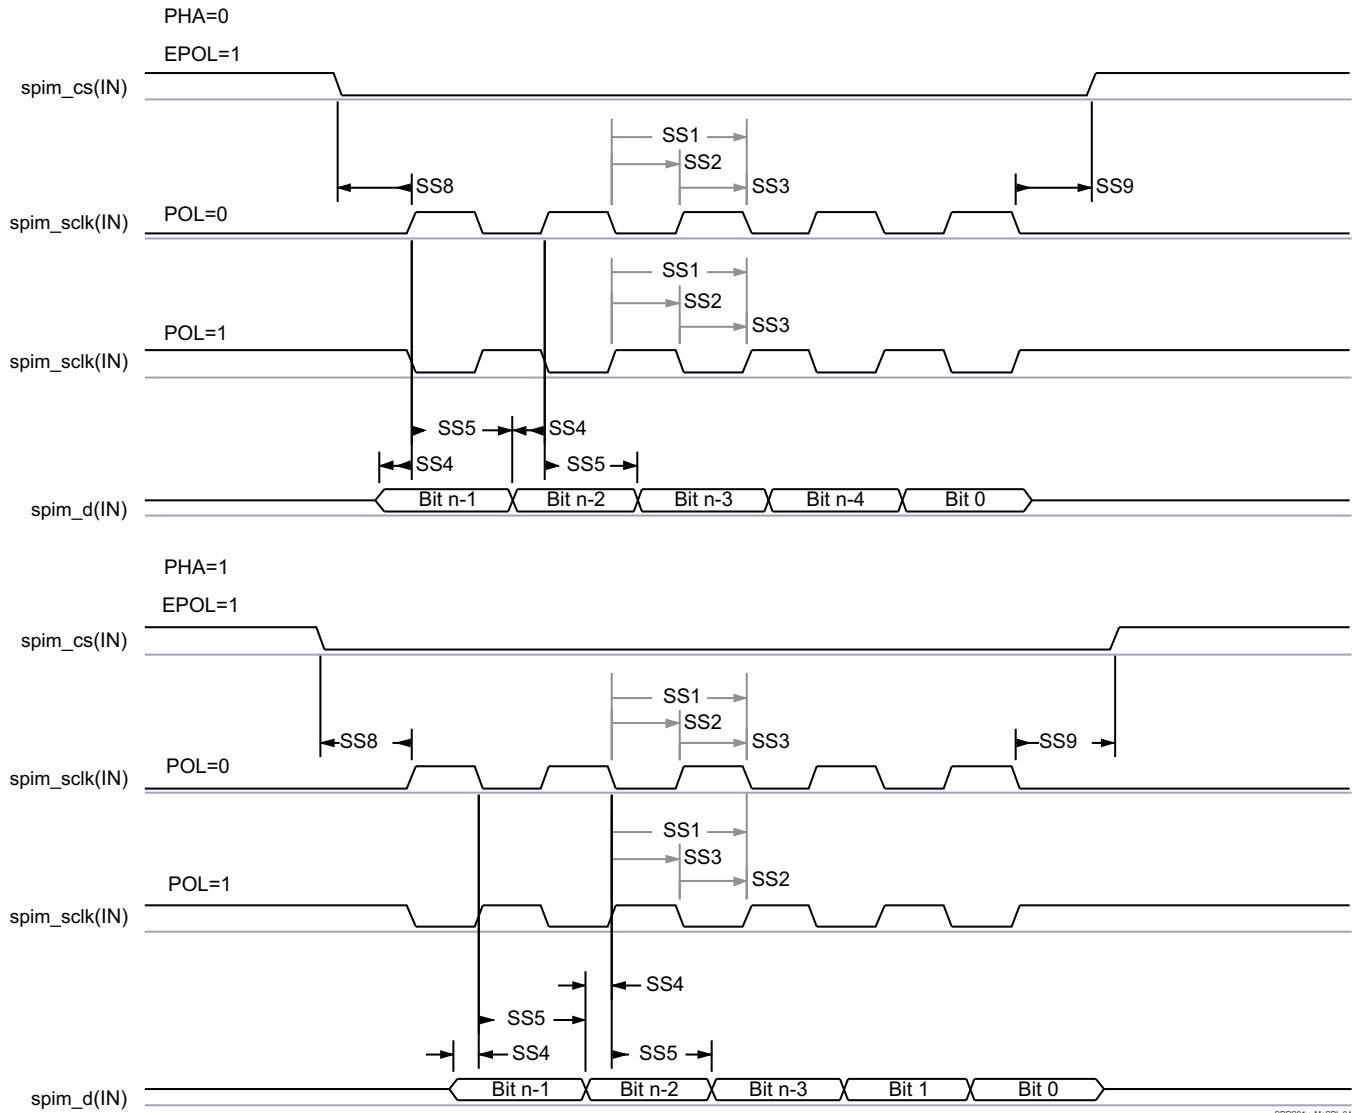 PHA=0
EPOL=1
spim_cs(IN)
SS1
SS2
SS8
SS3
SS9
POL=0
spim_sclk(IN)
SS1
SS2
SS3
POL=1
spim_sclk(IN)
SS5
SS4
SS4
SS5
Bit n-1
Bit n-2
Bit n-3
Bit n-4
Bit 0
spim_d(IN)
PHA=1
EPOL=1
spim_cs(IN)
SS1
SS2
SS8
SS3
SS9
POL=0
spim_sclk(IN)
SS1
SS3
SS2
POL=1
spim_sclk(IN)
SS4
SS5
SS4
SS5
Bit n-1
Bit n-2
Bit n-3
Bit 1
Bit 0
spim_d(IN)